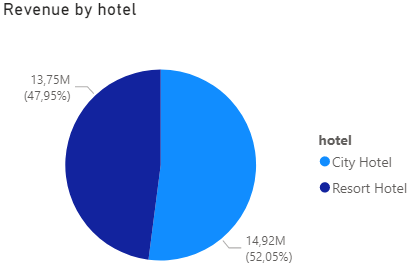 Revenue by hotel
13,75M
(47,95%)
hotel
City Hotel
Resort Hotel
14,92M
(52,05%)